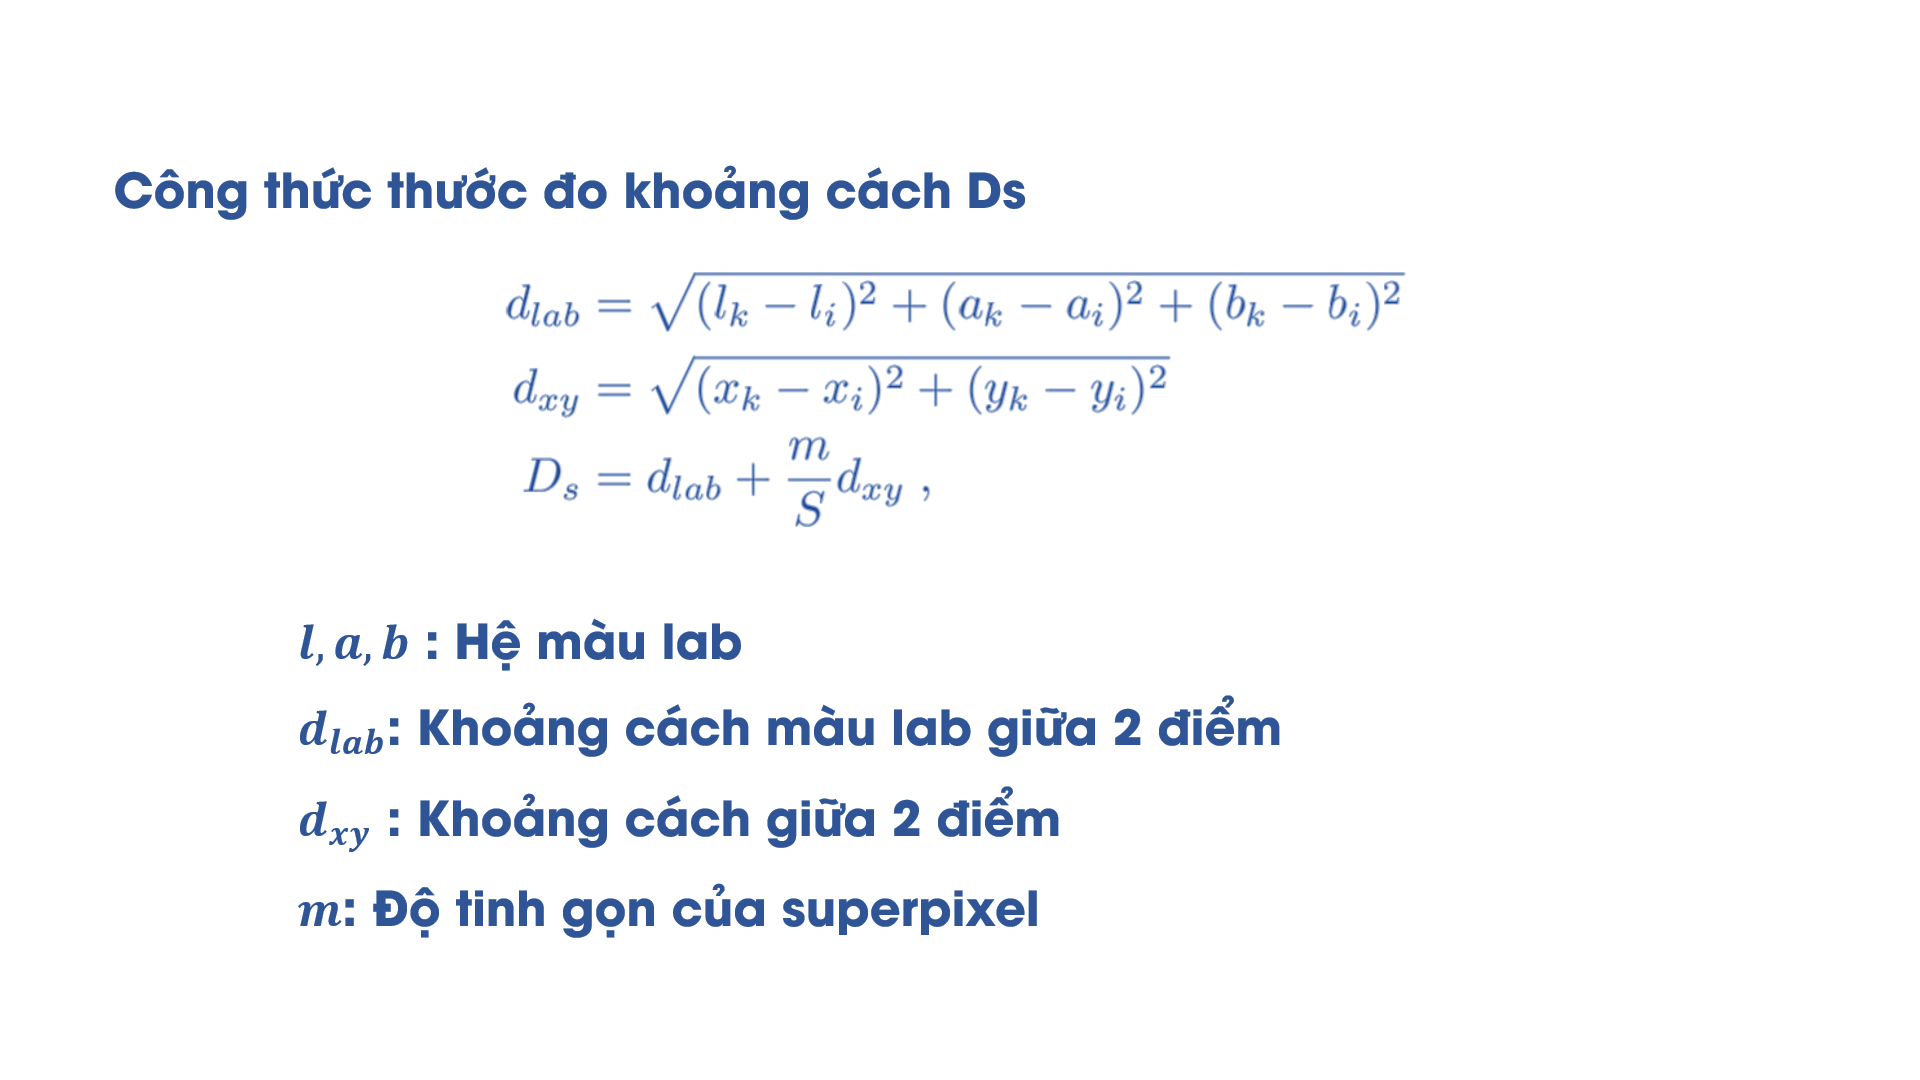 Công thức thước đo khoảng cách Ds
d_{lab} = \sqrt{(l_k - l_i)^2 + (a_k - a_i)^2 + (b_k - b_i)^2}
d_{xy} = \sqrt{(x_k - x_i)^2 + (y_k - y_i)^2}
D_s = d_{lab} + \frac{m}{S} d_{xy} ,
l, a, b : Hệ màu lab
d_{lab}: Khoảng cách màu lab giữa 2 điểm
d_{xy} : Khoảng cách giữa 2 điểm
m: Độ tinh gọn của superpixel